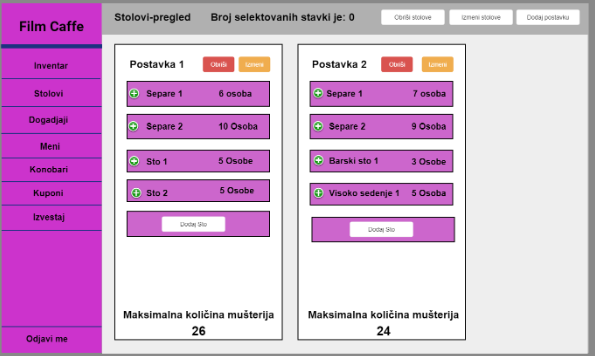 Film Caffe
Inventar
Stolovi
Dogadjaji
Meni
Konobari
Kuponi
Izvestaj
Odjavi me
Stolovi-pregled Broj selektovanih stavki je: 0 Obriši stolove Izmeni stolove Dodaj postavku
Postavka 1 Obriši Izmeni
Separe 1 6 osoba
Separe 2 10 Osoba
Sto 1 5 Osobe
Sto 2 5 Osobe
Dodaj Sto
Maksimalna količina mušterija
26
Postavka 2 Obriši Izmeni
Separe 1 7 osoba
Separe 2 9 Osoba
Barski sto 1 3 Osobe
Visoko sedenje 1 5 Osoba
Dodaj Sto
Maksimalna količina mušterija
24